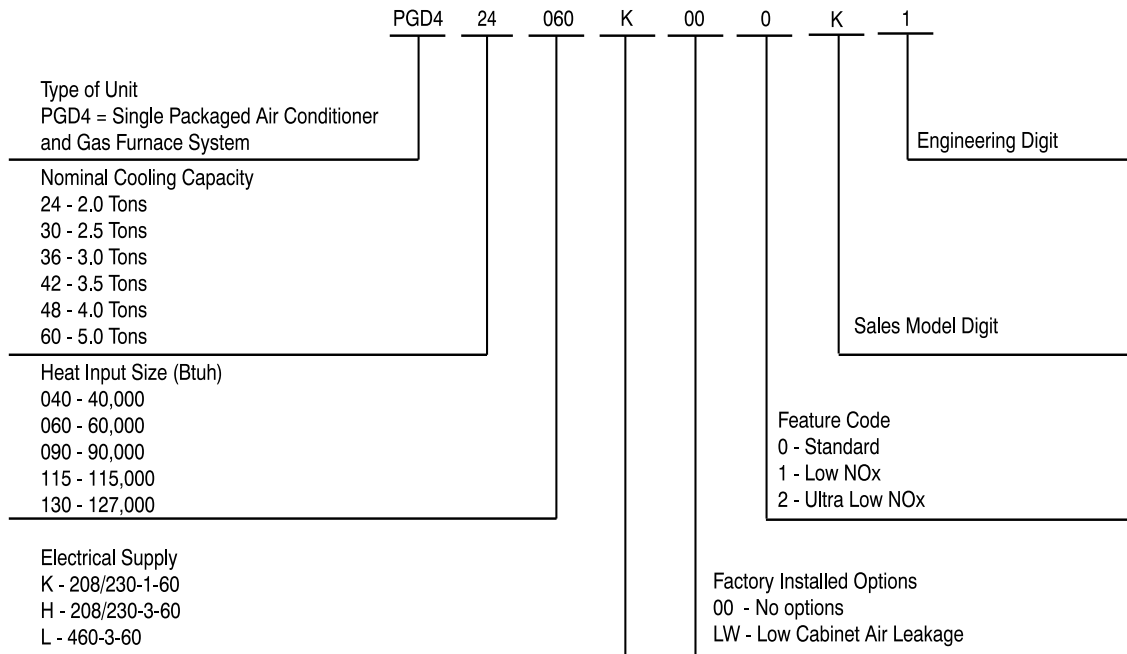 PGD4 24 060 K 00 0 K 1
Type of Unit
PGD4 = Single Packaged Air Conditioner
and Gas Furnace System
Engineering Digit
Nominal Cooling Capacity
24 - 2.0 Tons
30 - 2.5 Tons
36 - 3.0 Tons
42 - 3.5 Tons
48 - 4.0 Tons
60 - 5.0 Tons
Sales Model Digit
Heat Input Size (Btuh)
040 - 40,000
060 - 60,000
090 - 90,000
115 - 115,000
130 - 127,000
Feature Code
0 - Standard
1 - Low NOx
2 - Ultra Low NOx
Electrical Supply
K - 208/230-1-60
H - 208/230-3-60
L - 460-3-60
Factory Installed Options
00 - No options
LW - Low Cabinet Air Leakage